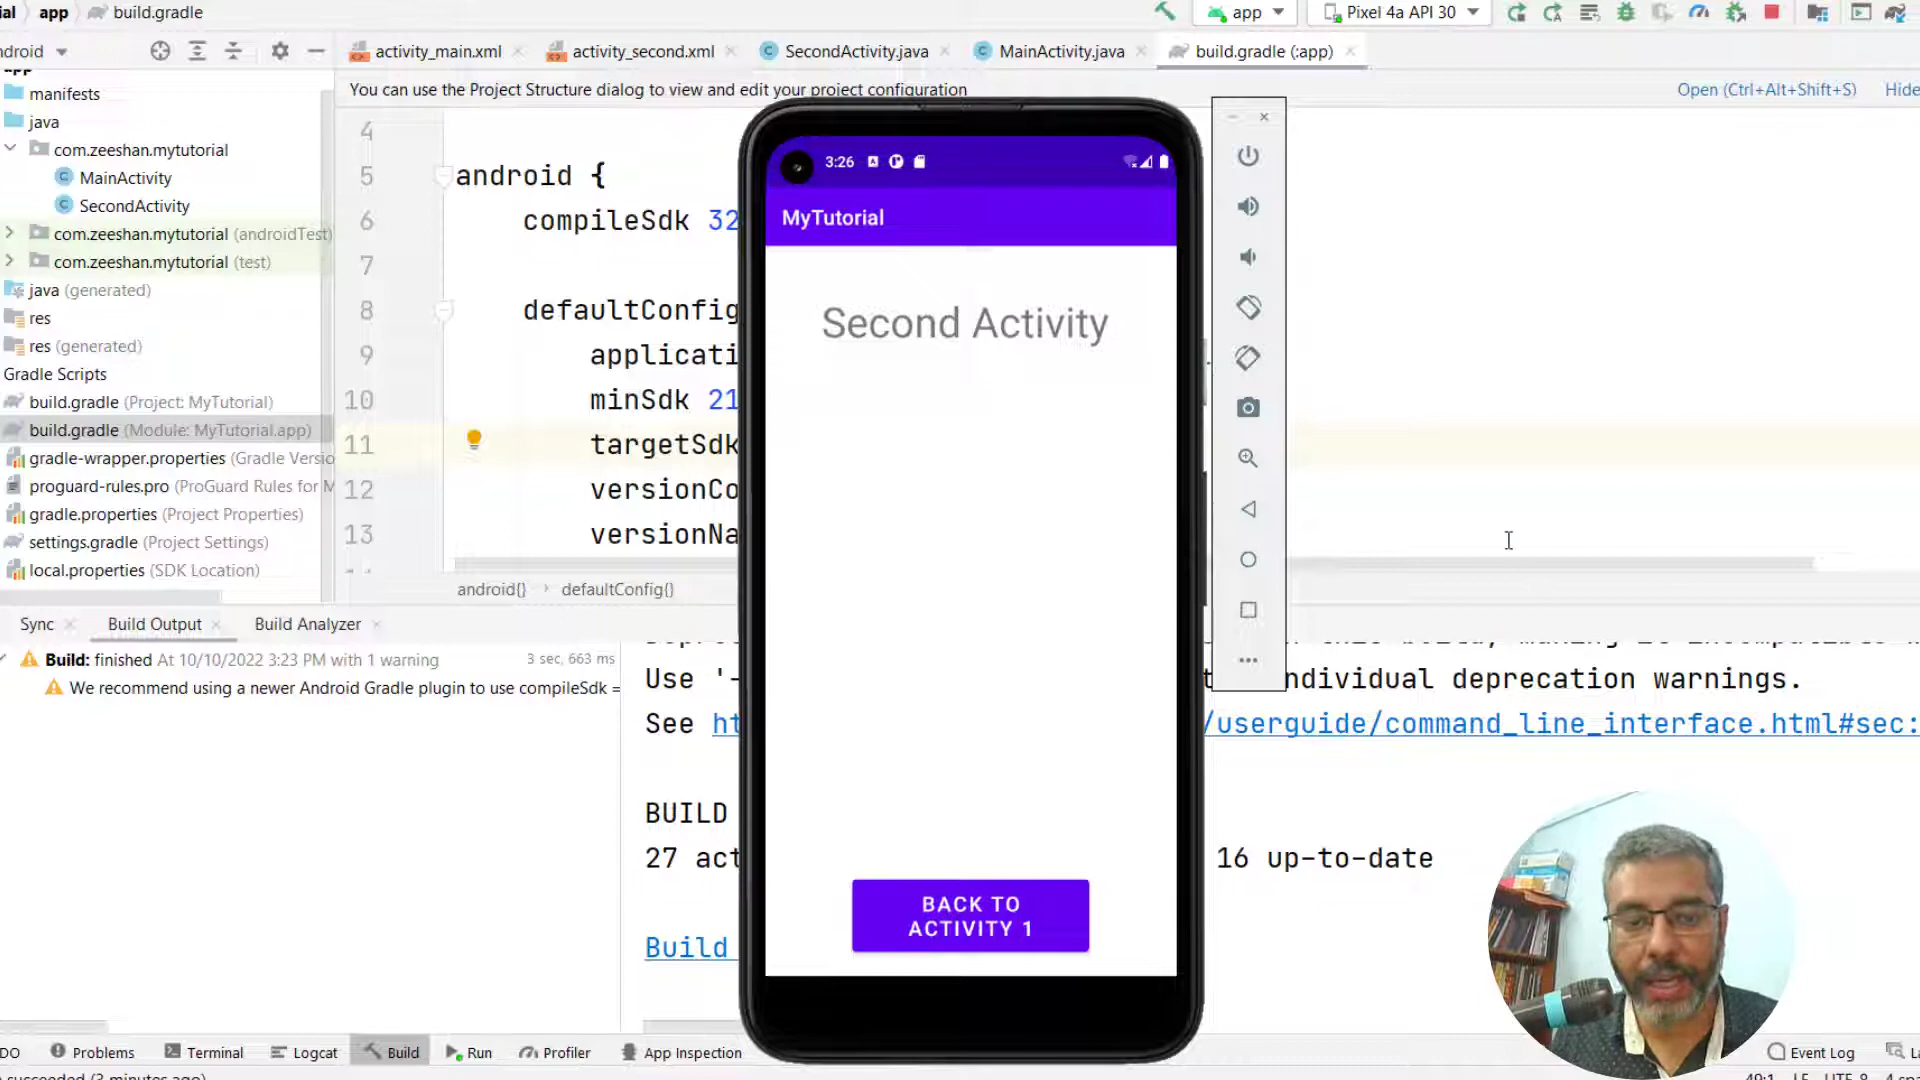 app
build.gradle
app
Pixel 4a API 30
activity_main.xml
activity_second.xml
SecondActivity.java
MainActivity.java
build.gradle (:app)
You can use the Project Structure dialog to view and edit your project configuration
Open (Ctrl+Alt+Shift+S)
Hide
manifests
java
com.zeeshan.mytutorial
MainActivity
SecondActivity
com.zeeshan.mytutorial (androidTest)
com.zeeshan.mytutorial (test)
java (generated)
res
res (generated)
Gradle Scripts
build.gradle (Project: MyTutorial)
build.gradle (Module: MyTutorial.app)
gradle-wrapper.properties (Gradle Versio
proguard-rules.pro (ProGuard Rules for M
gradle.properties (Project Properties)
settings.gradle (Project Settings)
local.properties (SDK Location)
4
5 android {
6 compileSdk 32
7
8 defaultConfig
9 applicati
10 minSdk 21
11 targetSdk
12 versionCo
13 versionNa
android{}
defaultConfig{}
3:26
MyTutorial
Second Activity
BACK TO
ACTIVITY 1
Sync
Build Output
Build Analyzer
Build: finished At 10/10/2022 3:23 PM with 1 warning
3 sec, 663 ms
We recommend using a newer Android Gradle plugin to use compileSdk =
Use '-
ndividual deprecation warnings.
See ht
/userguide/command_line_interface.html#sec:
BUILD
27 act
16 up-to-date
Build
Problems
Terminal
Logcat
Build
Run
Profiler
App Inspection
Event Log